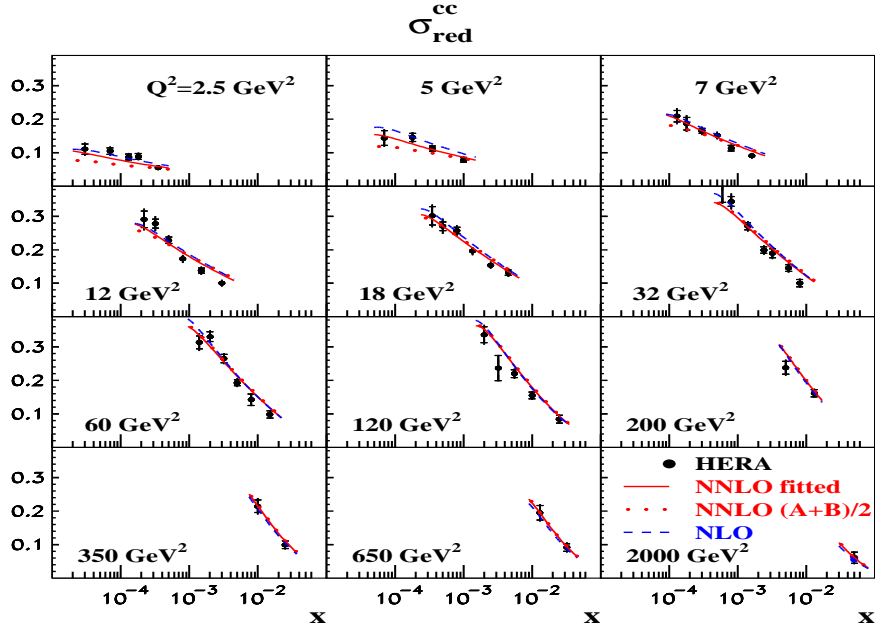 σ_red^cc
Q²=2.5 GeV²
5 GeV²
7 GeV²
0.3
0.2
0.1
12 GeV²
18 GeV²
32 GeV²
0.3
0.2
0.1
60 GeV²
120 GeV²
200 GeV²
0.3
0.2
0.1
350 GeV²
650 GeV²
2000 GeV²
0.3
0.2
0.1
HERA
NNLO fitted
NNLO (A+B)/2
NLO
10⁻⁴ 10⁻³ 10⁻² 10⁻⁴ 10⁻³ 10⁻² 10⁻⁴ 10⁻³ 10⁻²
x x x